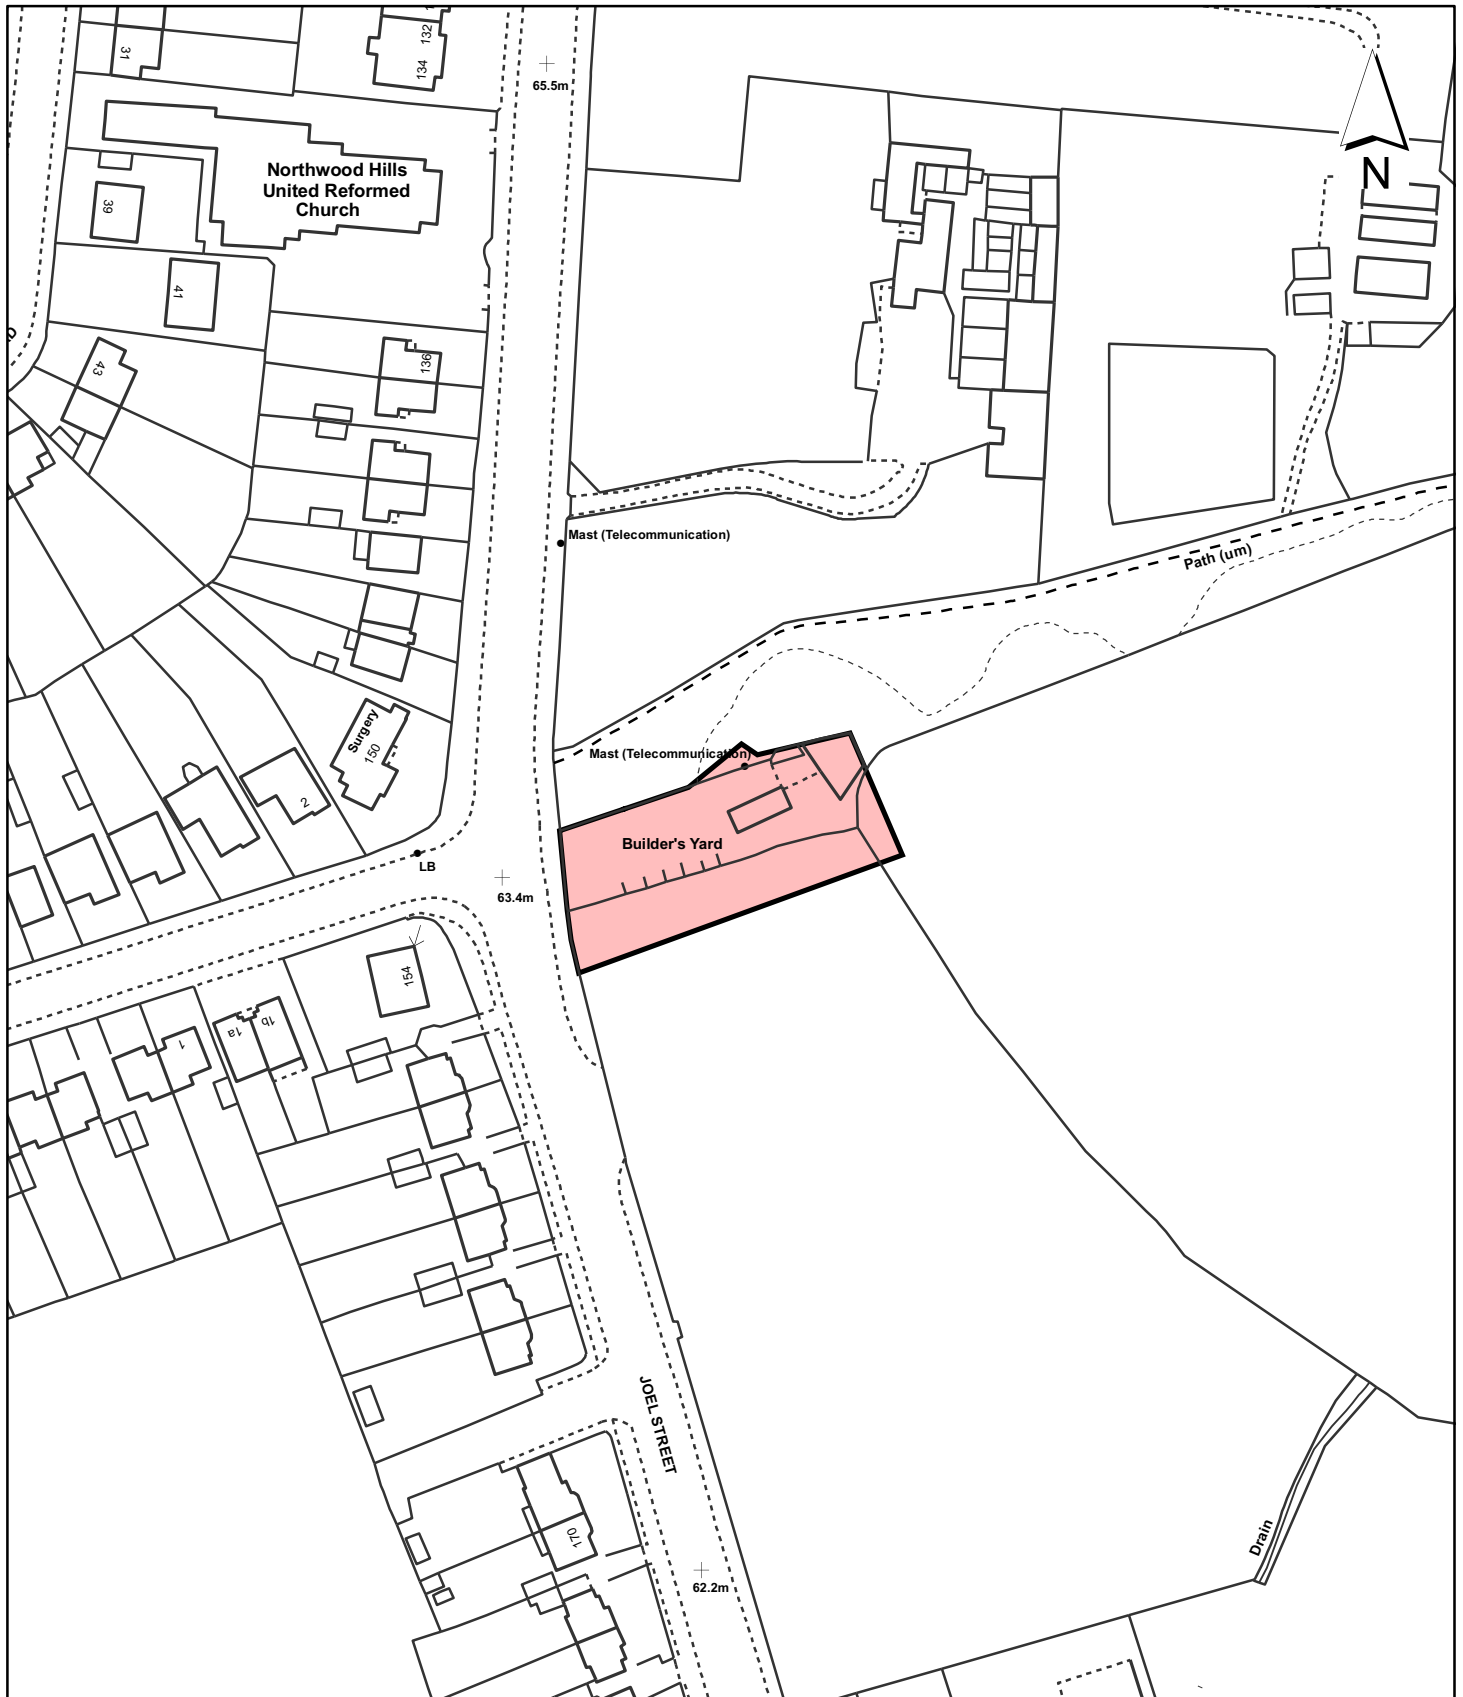 132
134
31
65.5m
N
Northwood Hills
United Reformed
Church
39
41
136
43
Mast (Telecommunication)
Path (um)
Surgery
150
Mast (Telecommunication)
2
Builder's Yard
LB
63.4m
154
1a
1b
1
JOEL STREET
170
Drain
62.2m